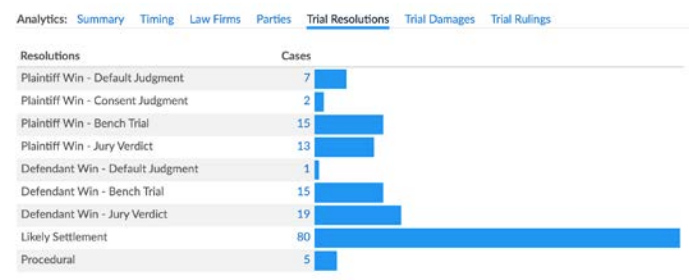 Analytics: Summary Timing Law Firms Parties Trial Resolutions Trial Damages Trial Rulings
Resolutions Cases
Plaintiff Win - Default Judgment 7
Plaintiff Win - Consent Judgment 2
Plaintiff Win - Bench Trial 15
Plaintiff Win - Jury Verdict 13
Defendant Win - Default Judgment 1
Defendant Win - Bench Trial 15
Defendant Win - Jury Verdict 19
Likely Settlement 80
Procedural 5